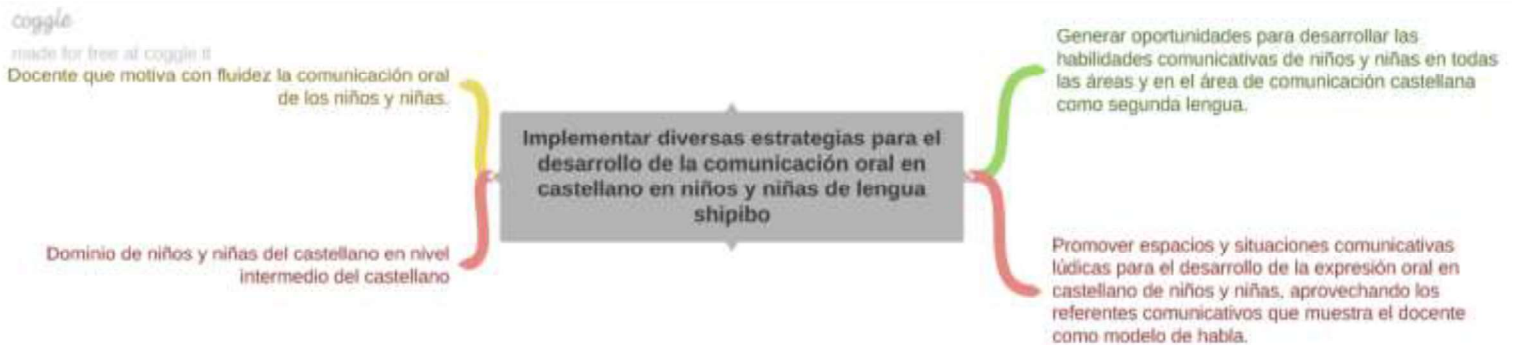 coggle
made for free at coggle.it
Docente que motiva con fluidez la comunicación oral
de los niños y niñas.
Dominio de niños y niñas del castellano en nivel
intermedio del castellano
Implementar diversas estrategias para el
desarrollo de la comunicación oral en
castellano en niños y niñas de lengua
shipibo
Generar oportunidades para desarrollar las
habilidades comunicativas de niños y niñas en todas
las áreas y en el área de comunicación castellana
como segunda lengua.
Promover espacios y situaciones comunicativas
lúdicas para el desarrollo de la expresión oral en
castellano de niños y niñas, aprovechando los
referentes comunicativos que muestra el docente
como modelo de habla.